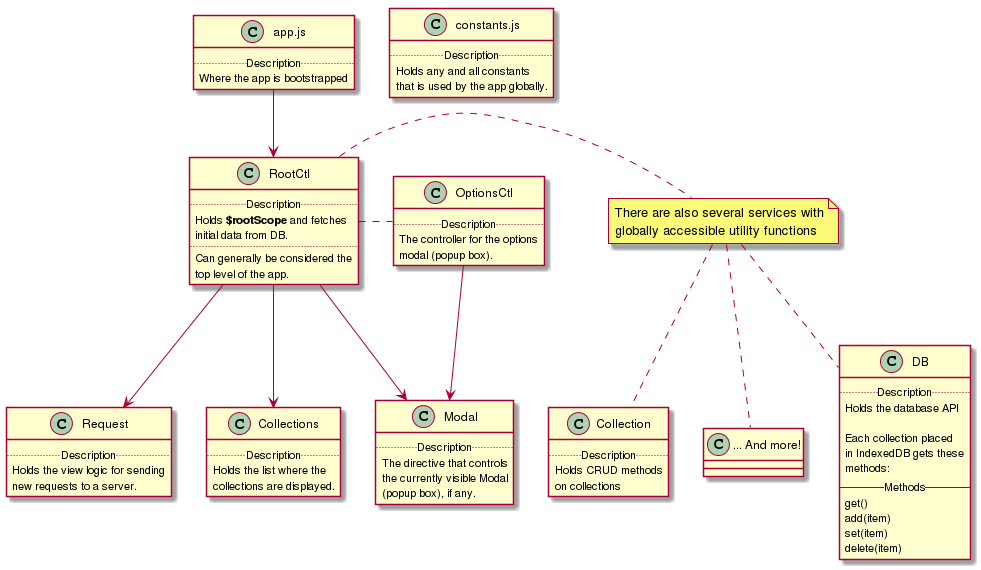 C app.js
Description
Where the app is bootstrapped
C constants.js
Description
Holds any and all constants
that is used by the app globally.
C RootCtl
Description
Holds $rootScope and fetches
initial data from DB.
Can generally be considered the
top level of the app.
C OptionsCtl
Description
The controller for the options
modal (popup box).
There are also several services with
globally accessible utility functions
C Request
Description
Holds the view logic for sending
new requests to a server.
C Collections
Description
Holds the list where the
collections are displayed.
C Modal
Description
The directive that controls
the currently visible Modal
(popup box), if any.
C Collection
Description
Holds CRUD methods
on collections
C ... And more!
C DB
Description
Holds the database API
Each collection placed
in IndexedDB gets these
methods:
Methods
get()
add(item)
set(item)
delete(item)